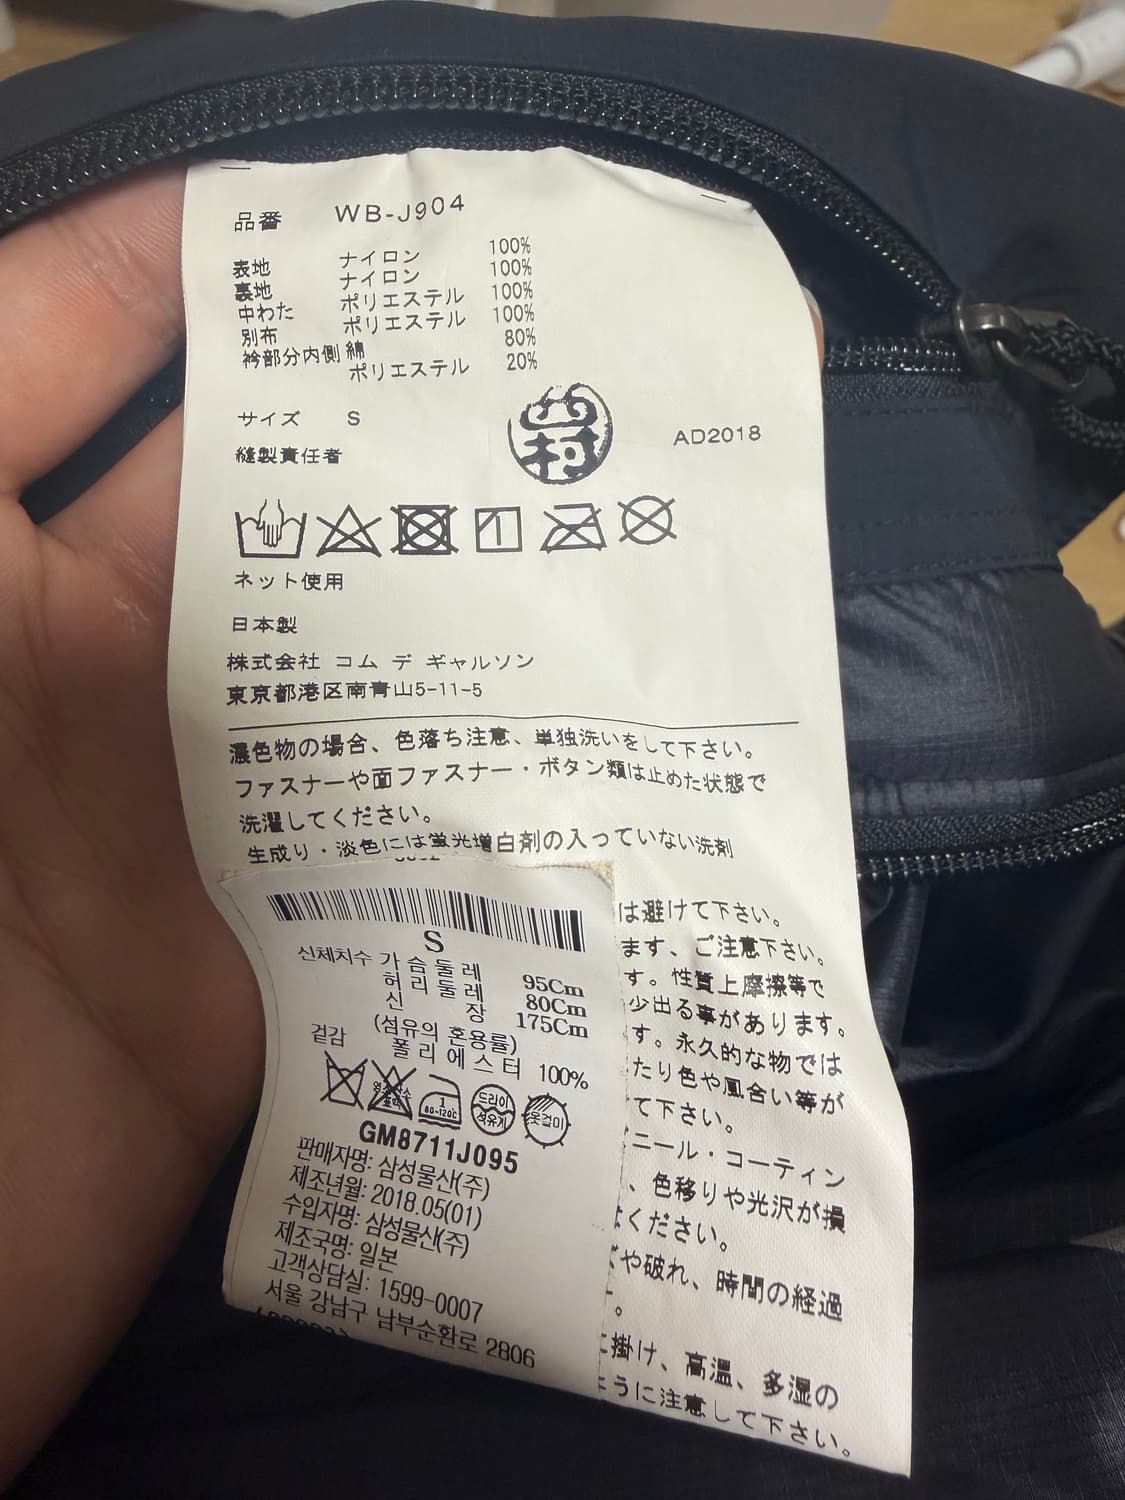 品番 WB-J904
表地 ナイロン 100%
裏地 ナイロン 100%
中わた ポリエステル 100%
別布 ポリエステル 100%
衿部分内側 綿 80%
ポリエステル 20%
サイズ S
山村
縫製責任者
AD2018
ネット使用
日本製
株式会社 コム デ ギャルソン
東京都港区南青山5-11-5
濃色物の場合、色落ち注意、単独洗いをして下さい。
ファスナーや面ファスナー・ボタン類は止めた状態で
洗濯してください。
生成り・淡色には蛍光増白剤の入っていない洗剤
は避けて下さい。
ます、ご注意下さい。
す。性質上摩擦等で
少出る事があります。
す。永久的な物では
たり色や風合い等が
て下さい。
ニール・コーティン
、色移りや光沢が損
ください。
や破れ、時間の経過
。
に掛け、高温、多湿の
うに注意して下さい。
S
신체치수 가슴둘레 95Cm
허리둘레 80Cm
신장 175Cm
(섬유의 혼용률)
겉감 폴리에스터 100%
염소산소
표백
1
80~120℃
드라이
석유계
옷걸이
GM8711J095
판매자명: 삼성물산(주)
제조년월: 2018.05(01)
수입자명: 삼성물산(주)
제조국명: 일본
고객상담실: 1599-0007
서울 강남구 남부순환로 2806